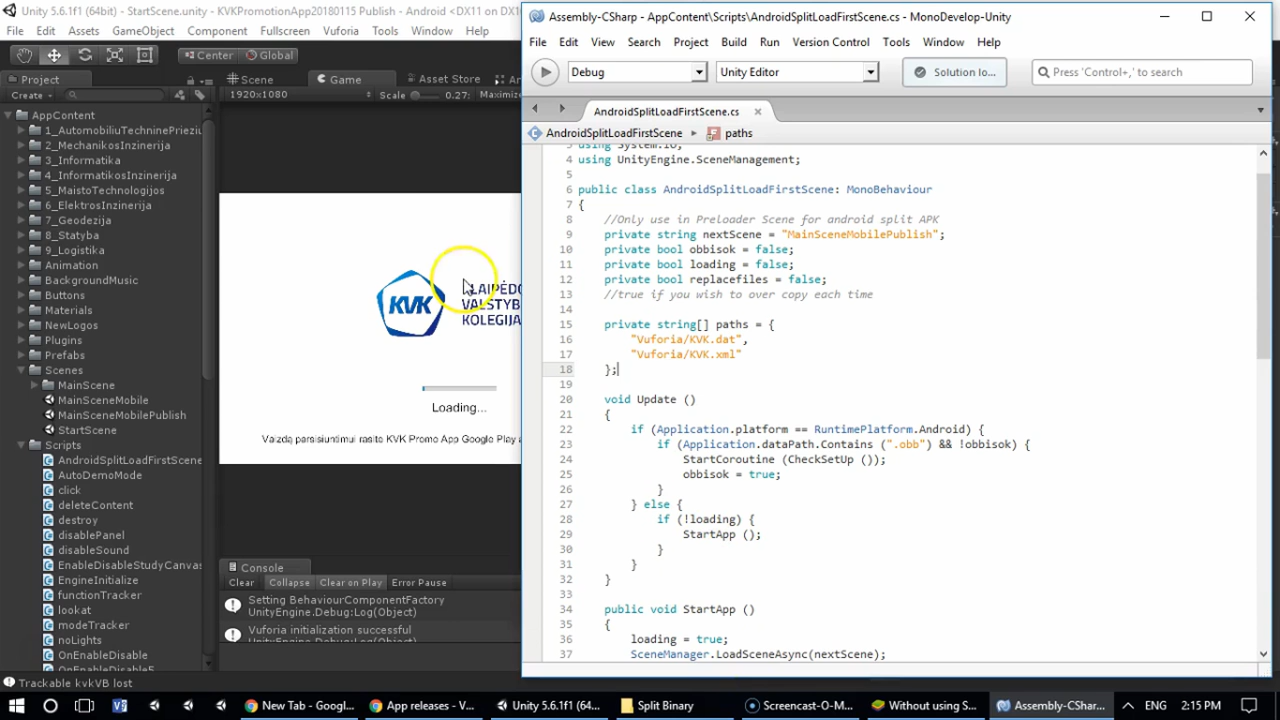 Unity 5.6.1f1 (64bit) - StartScene.unity - KVKPromotionApp20180115 Publish - Android <DX11 on DX1
File Edit Assets GameObject Component Fullscreen Vuforia Tools Window Help
Center Global
Project
Create
AppContent
1_AutomobiliuTechninePrieziu
2_MechanikosInzinerija
3_Informatika
4_InformatikosInzinerija
5_MaistoTechnologijos
6_ElektrosInzinerija
7_Geodezija
8_Statyba
9_Logistika
Animation
BackgroundMusic
Buttons
Materials
NewLogos
Plugins
Prefabs
Scenes
MainScene
MainSceneMobile
MainSceneMobilePublish
StartScene
Scripts
AndroidSplitLoadFirstScene
AutoDemoMode
click
deleteContent
destroy
disablePanel
disableSound
EnableDisableStudyCanvas
EngineInitialize
functionTracker
lookat
modeTracker
noLights
OnEnableDisable
OnEnableDisable5
Scene Game Asset Store An
1920x1080 Scale 0.27: Maximize
KVK
KLAIPĖDO
VALSTYB
KOLEGIJA
Loading...
Vaizdą parsisiuntimui rasite KVK Promo App Google Play a
Console
Clear Collapse Clear on Play Error Pause
Setting BehaviourComponentFactory
UnityEngine.Debug:Log(Object)
Vuforia initialization successful
UnityEngine.Debug:Log(Object)
Trackable kvkVB lost
Assembly-CSharp - AppContent\Scripts\AndroidSplitLoadFirstScene.cs - MonoDevelop-Unity
File Edit View Search Project Build Run Version Control Tools Window Help
Debug Unity Editor Solution lo... Press 'Control+,' to search
AndroidSplitLoadFirstScene.cs
AndroidSplitLoadFirstScene paths
3 using System.IO;
4 using UnityEngine.SceneManagement;
5
6 public class AndroidSplitLoadFirstScene: MonoBehaviour
7 {
8 //Only use in Preloader Scene for android split APK
9 private string nextScene = "MainSceneMobilePublish";
10 private bool obbisok = false;
11 private bool loading = false;
12 private bool replacefiles = false;
13 //true if you wish to over copy each time
14
15 private string[] paths = {
16 "Vuforia/KVK.dat",
17 "Vuforia/KVK.xml"
18 };
19
20 void Update ()
21 {
22 if (Application.platform == RuntimePlatform.Android) {
23 if (Application.dataPath.Contains (".obb") && !obbisok) {
24 StartCoroutine (CheckSetUp ());
25 obbisok = true;
26 }
27 } else {
28 if (!loading) {
29 StartApp ();
30 }
31 }
32 }
33
34 public void StartApp ()
35 {
36 loading = true;
37 SceneManager.LoadSceneAsync(nextScene);
New Tab - Googl... App releases - V... Unity 5.6.1f1 (64... Split Binary Screencast-O-M... Without using S... Assembly-CShar... ENG 2:15 PM